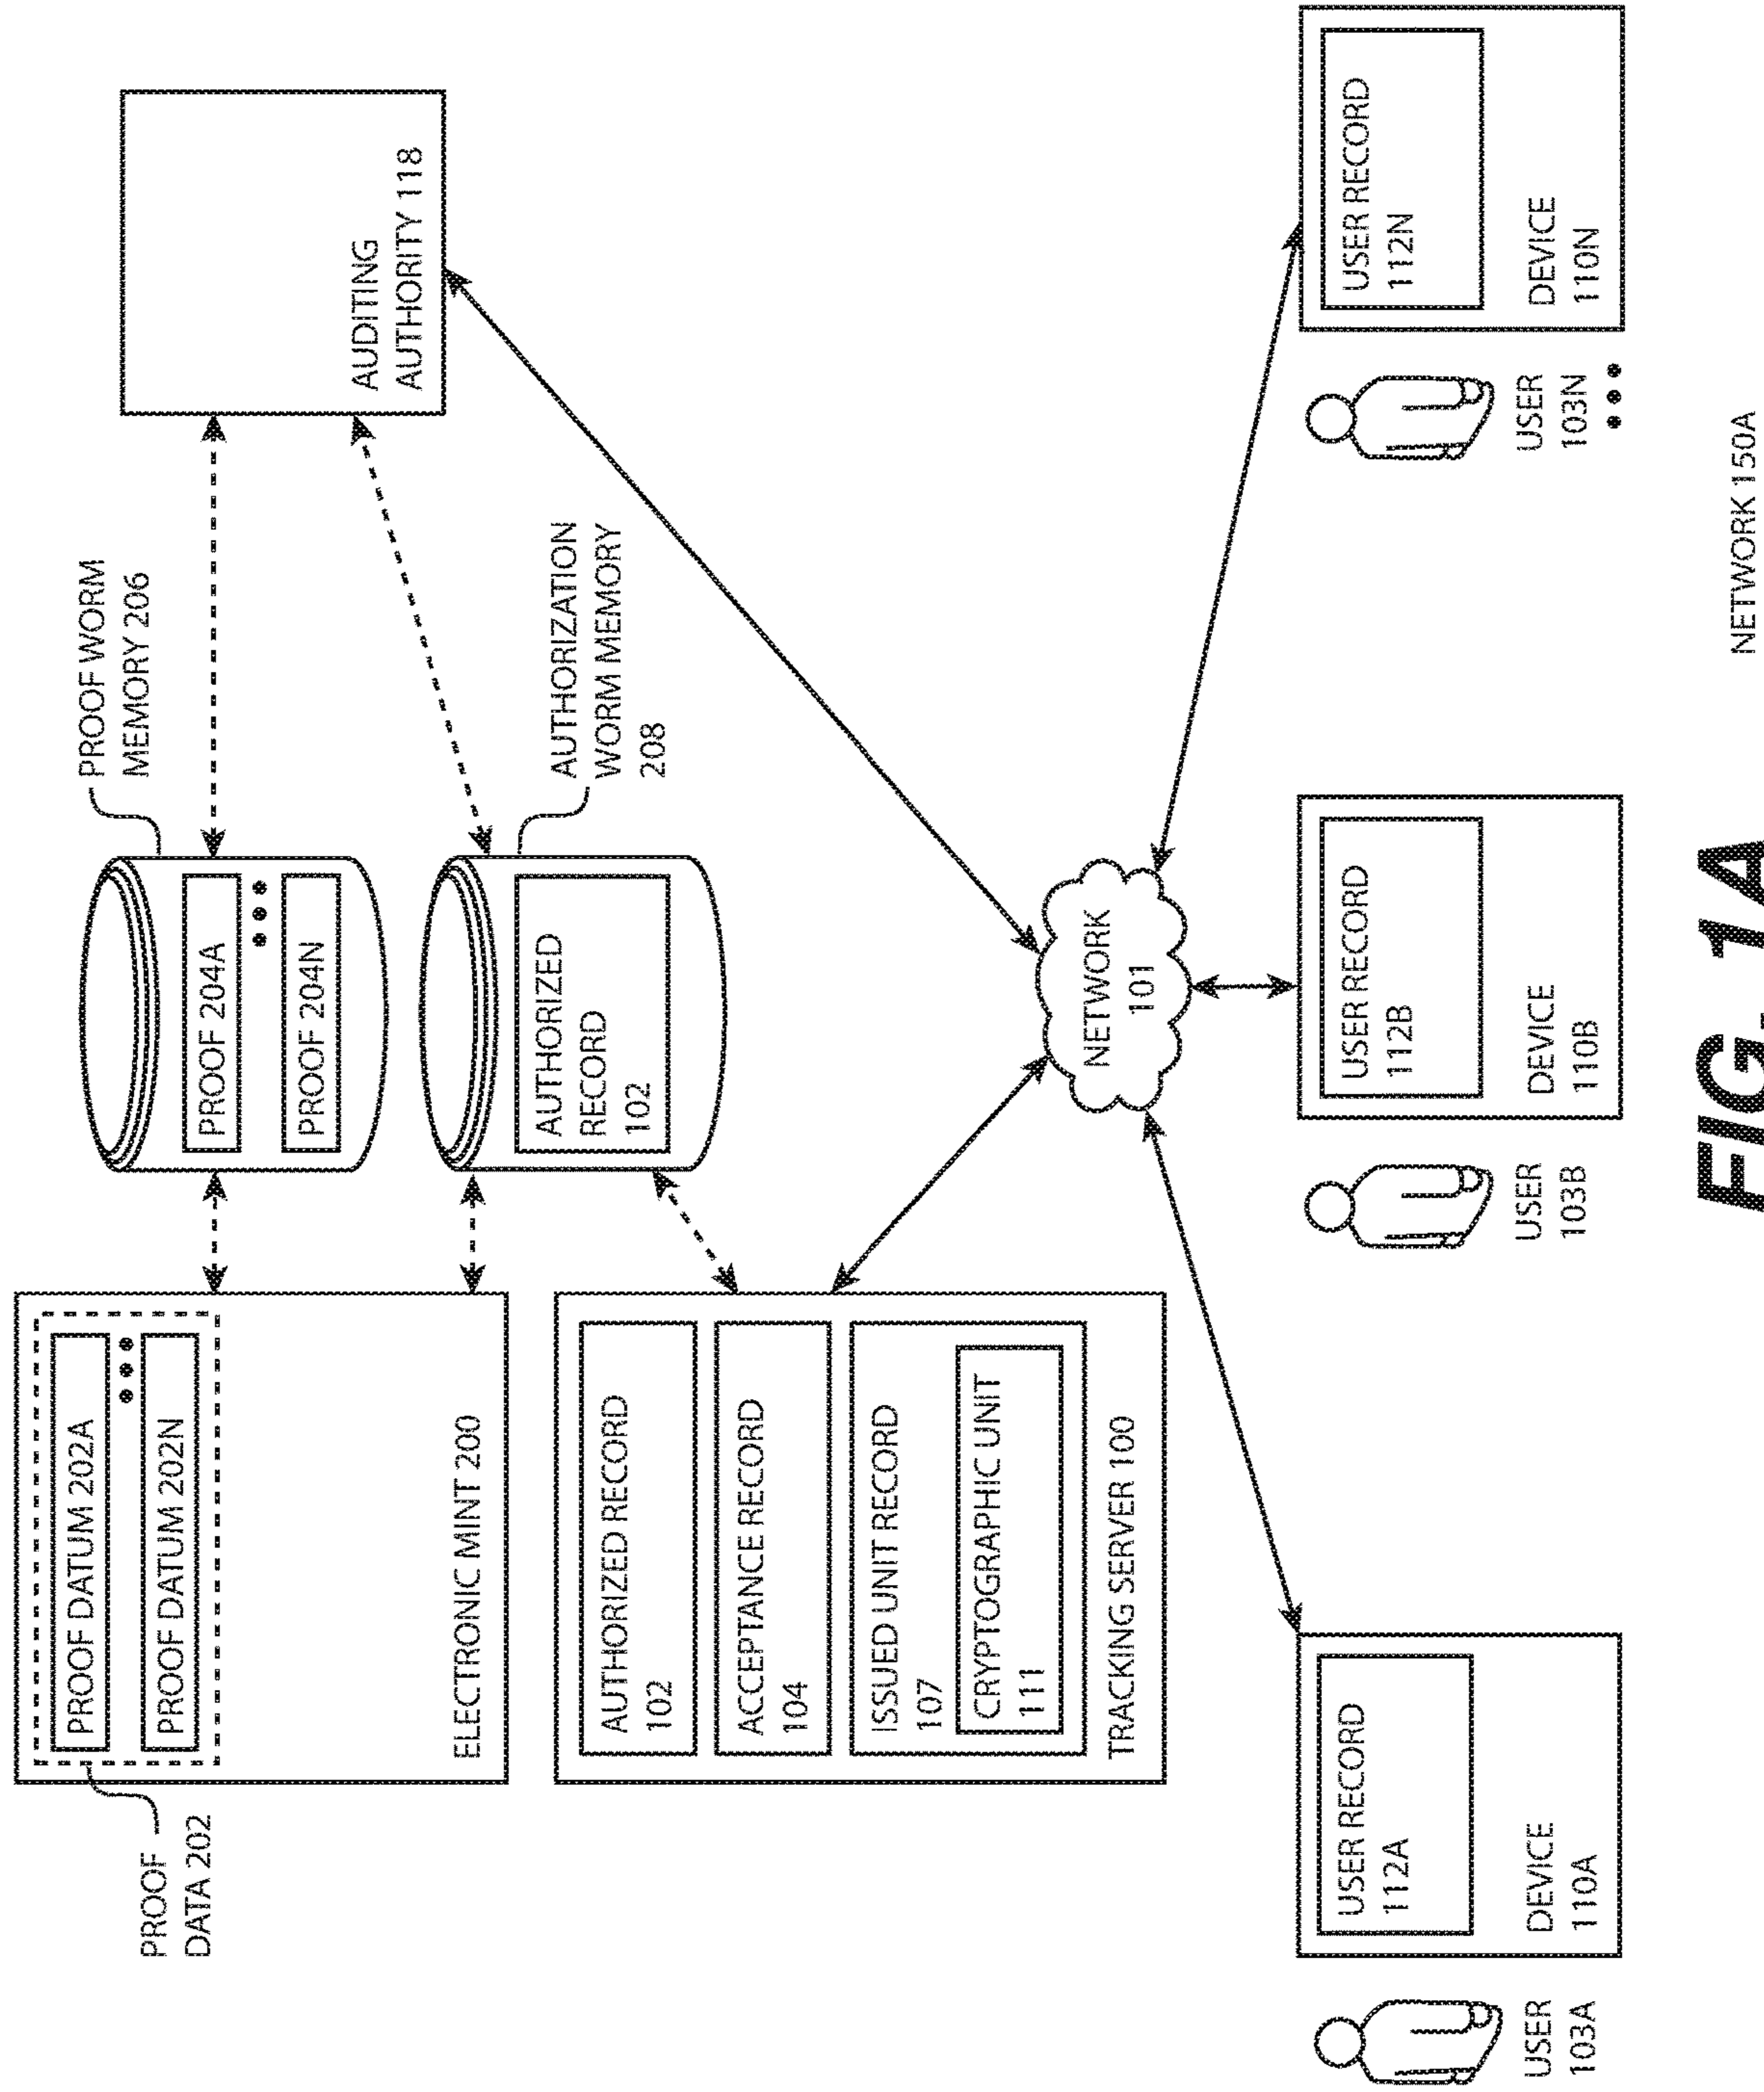 PROOF
DATA 202
PROOF DATUM 202A
PROOF DATUM 202N
ELECTRONIC MINT 200
PROOF WORM
MEMORY 206
PROOF 204A
PROOF 204N
AUTHORIZED
RECORD
102
AUTHORIZATION
WORM MEMORY
208
AUDITING
AUTHORITY 118
AUTHORIZED RECORD
102
ACCEPTANCE RECORD
104
ISSUED UNIT RECORD
107
CRYPTOGRAPHIC UNIT
111
TRACKING SERVER 100
NETWORK
101
USER
103A
USER RECORD
112A
DEVICE
110A
USER
103B
USER RECORD
112B
DEVICE
110B
USER
103N
USER RECORD
112N
DEVICE
110N
NETWORK 150A
FIG. 1A